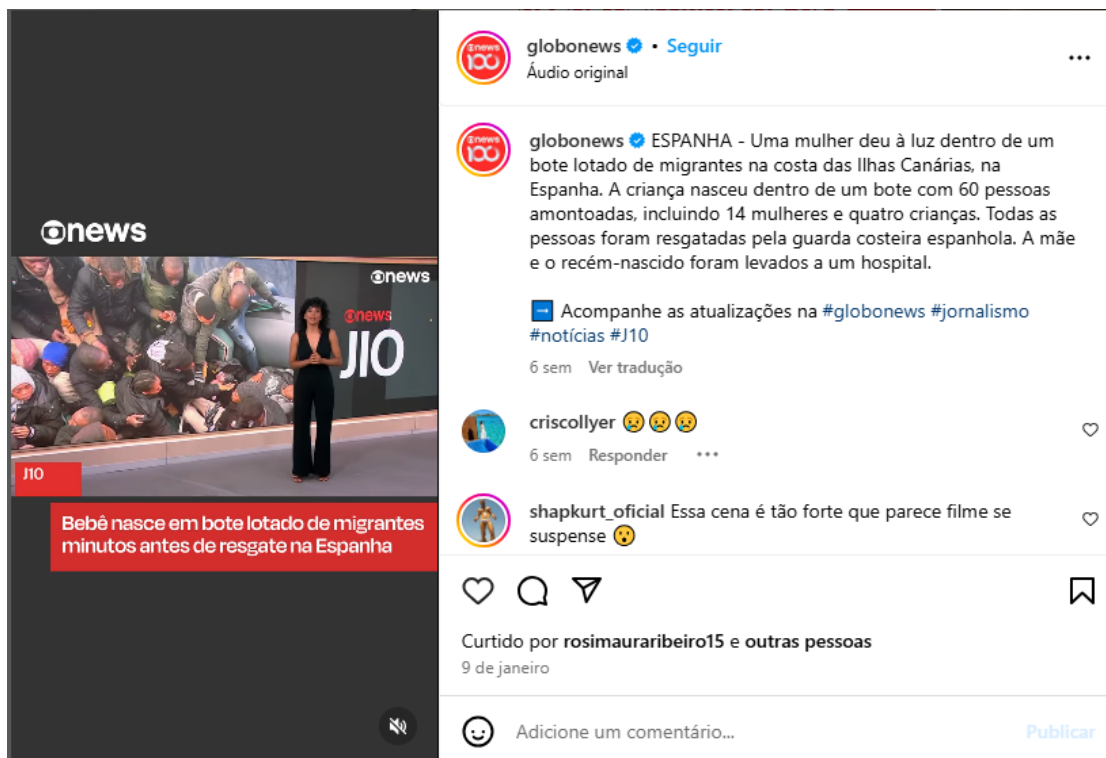 news
news
news
J10
J10
Bebê nasce em bote lotado de migrantes
minutos antes de resgate na Espanha
news
100
globonews • Seguir
Áudio original
news
100
globonews ESPANHA - Uma mulher deu à luz dentro de um
bote lotado de migrantes na costa das Ilhas Canárias, na
Espanha. A criança nasceu dentro de um bote com 60 pessoas
amontoadas, incluindo 14 mulheres e quatro crianças. Todas as
pessoas foram resgatadas pela guarda costeira espanhola. A mãe
e o recém-nascido foram levados a um hospital.
➡️ Acompanhe as atualizações na #globonews #jornalismo
#notícias #J10
6 sem Ver tradução
criscollyer 😢😢😢
6 sem Responder •••
shapkurt_oficial Essa cena é tão forte que parece filme se
suspense 😯
Curtido por rosimauraribeiro15 e outras pessoas
9 de janeiro
Adicione um comentário... Publicar